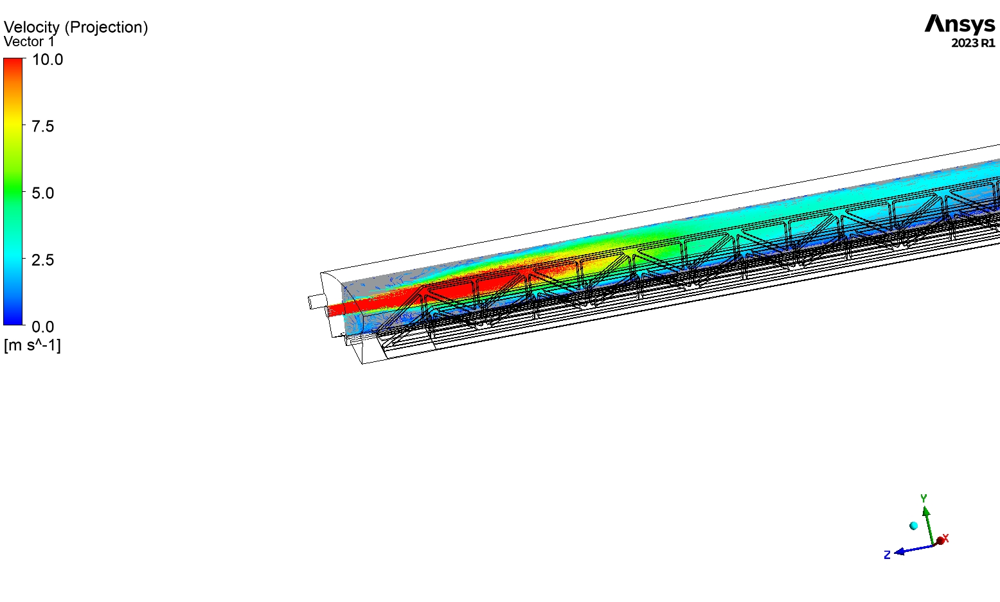 Velocity (Projection)
Vector 1
10.0
7.5
5.0
2.5
0.0
[m s^-1]
Ansys
2023 R1
Y
X
Z